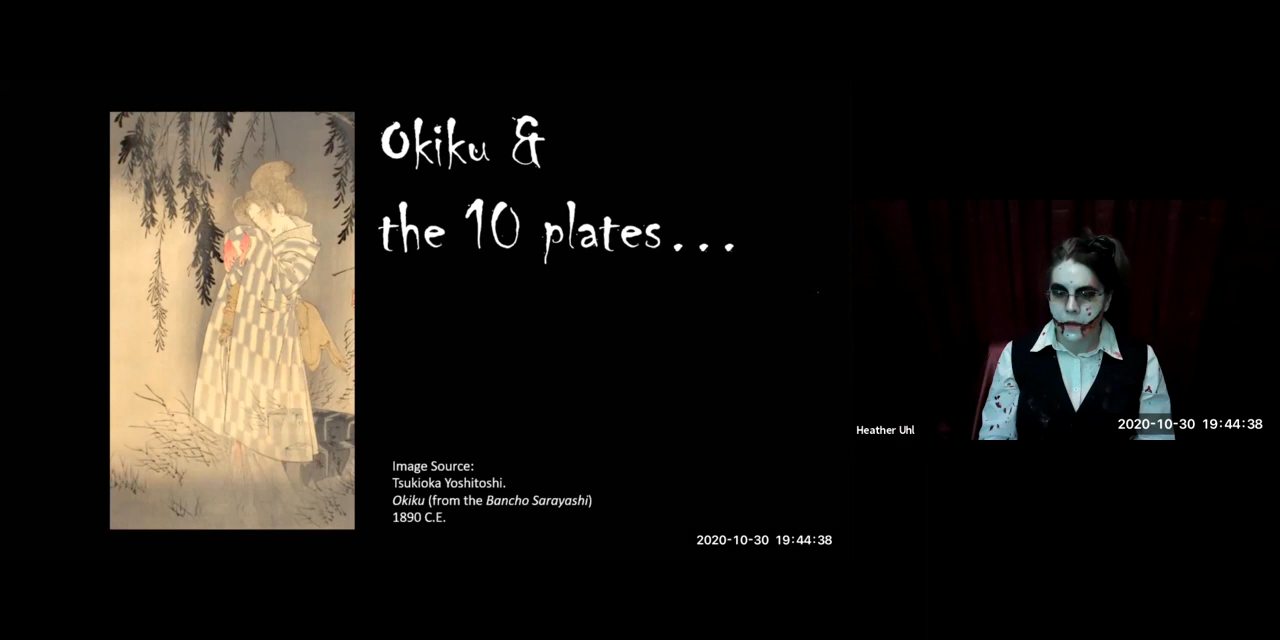 Okiku &
the 10 plates...
Image Source:
Tsukioka Yoshitoshi.
Okiku (from the Bancho Sarayashi)
1890 C.E.
2020-10-30 19:44:38
Heather Uhl
2020-10-30 19:44:38